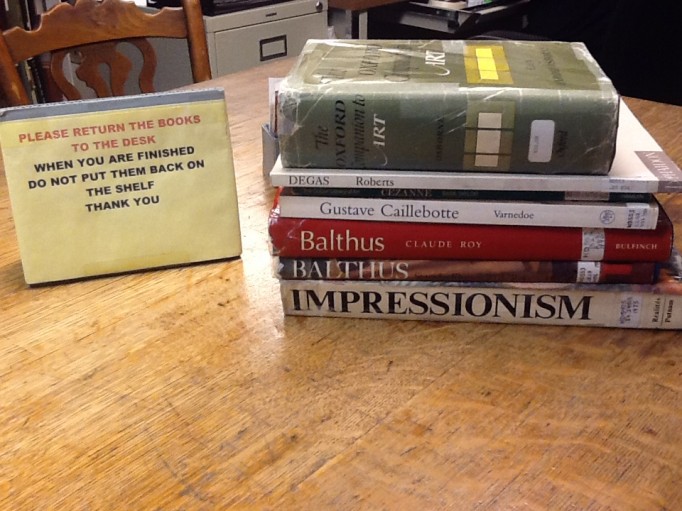 PLEASE RETURN THE BOOKS
TO THE DESK
WHEN YOU ARE FINISHED
DO NOT PUT THEM BACK ON
THE SHELF
THANK YOU
The
OXFORD
Companion to
ART
DEGAS Roberts
CEZANNE
Gustave Caillebotte Varnedoe
Balthus CLAUDE ROY BULFINCH
BALTHUS
IMPRESSIONISM